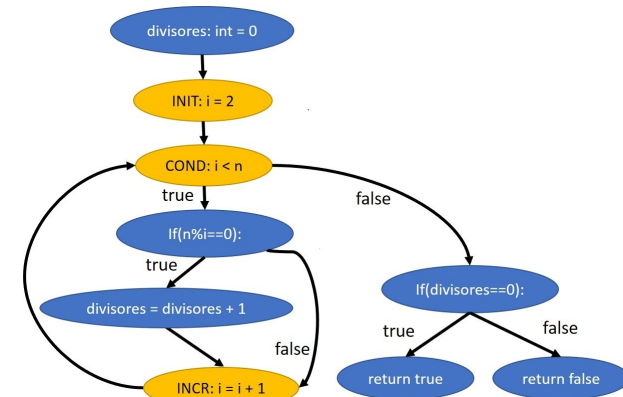 divisores: int = 0
INIT: i = 2
COND: i < n
true
false
If(n%i==0):
true
If(divisores==0):
divisores = divisores + 1
true
false
false
INCR: i = i + 1
return true
return false